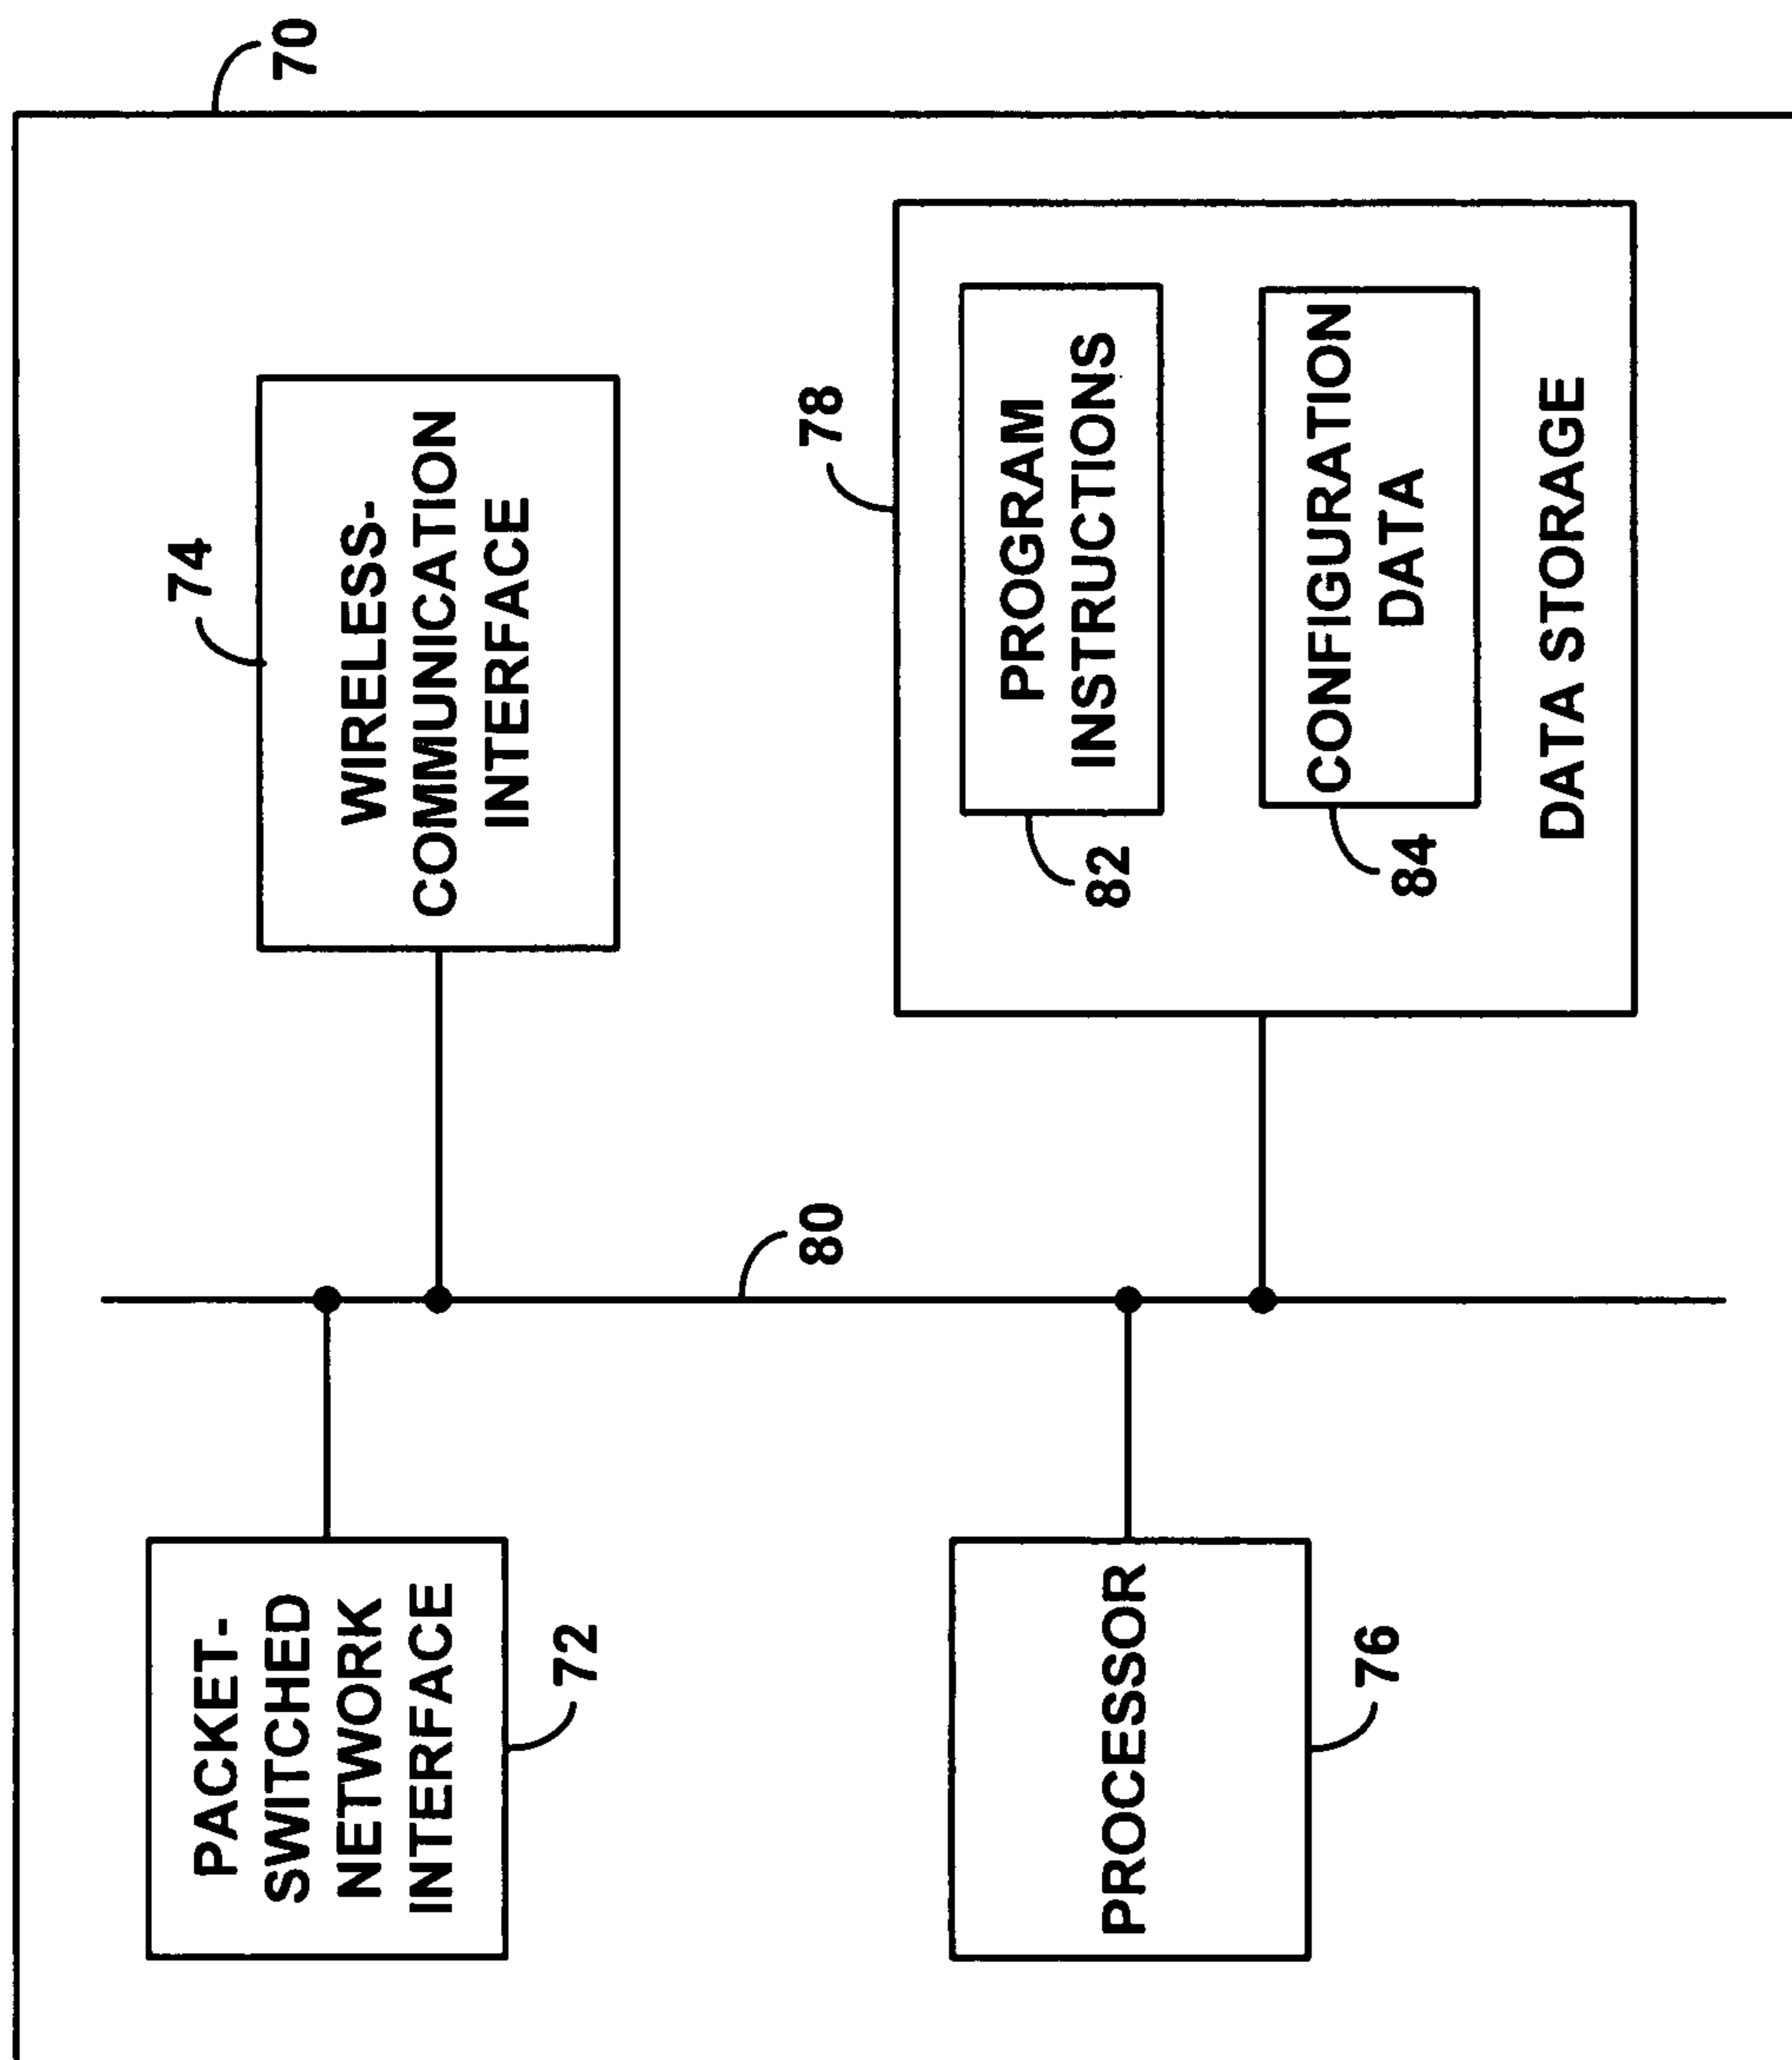 70
74
PACKET-
SWITCHED
NETWORK
INTERFACE
72
WIRELESS-
COMMUNICATION
INTERFACE
80
78
PROCESSOR
76
PROGRAM
INSTRUCTIONS
82
CONFIGURATION
DATA
84
DATA STORAGE